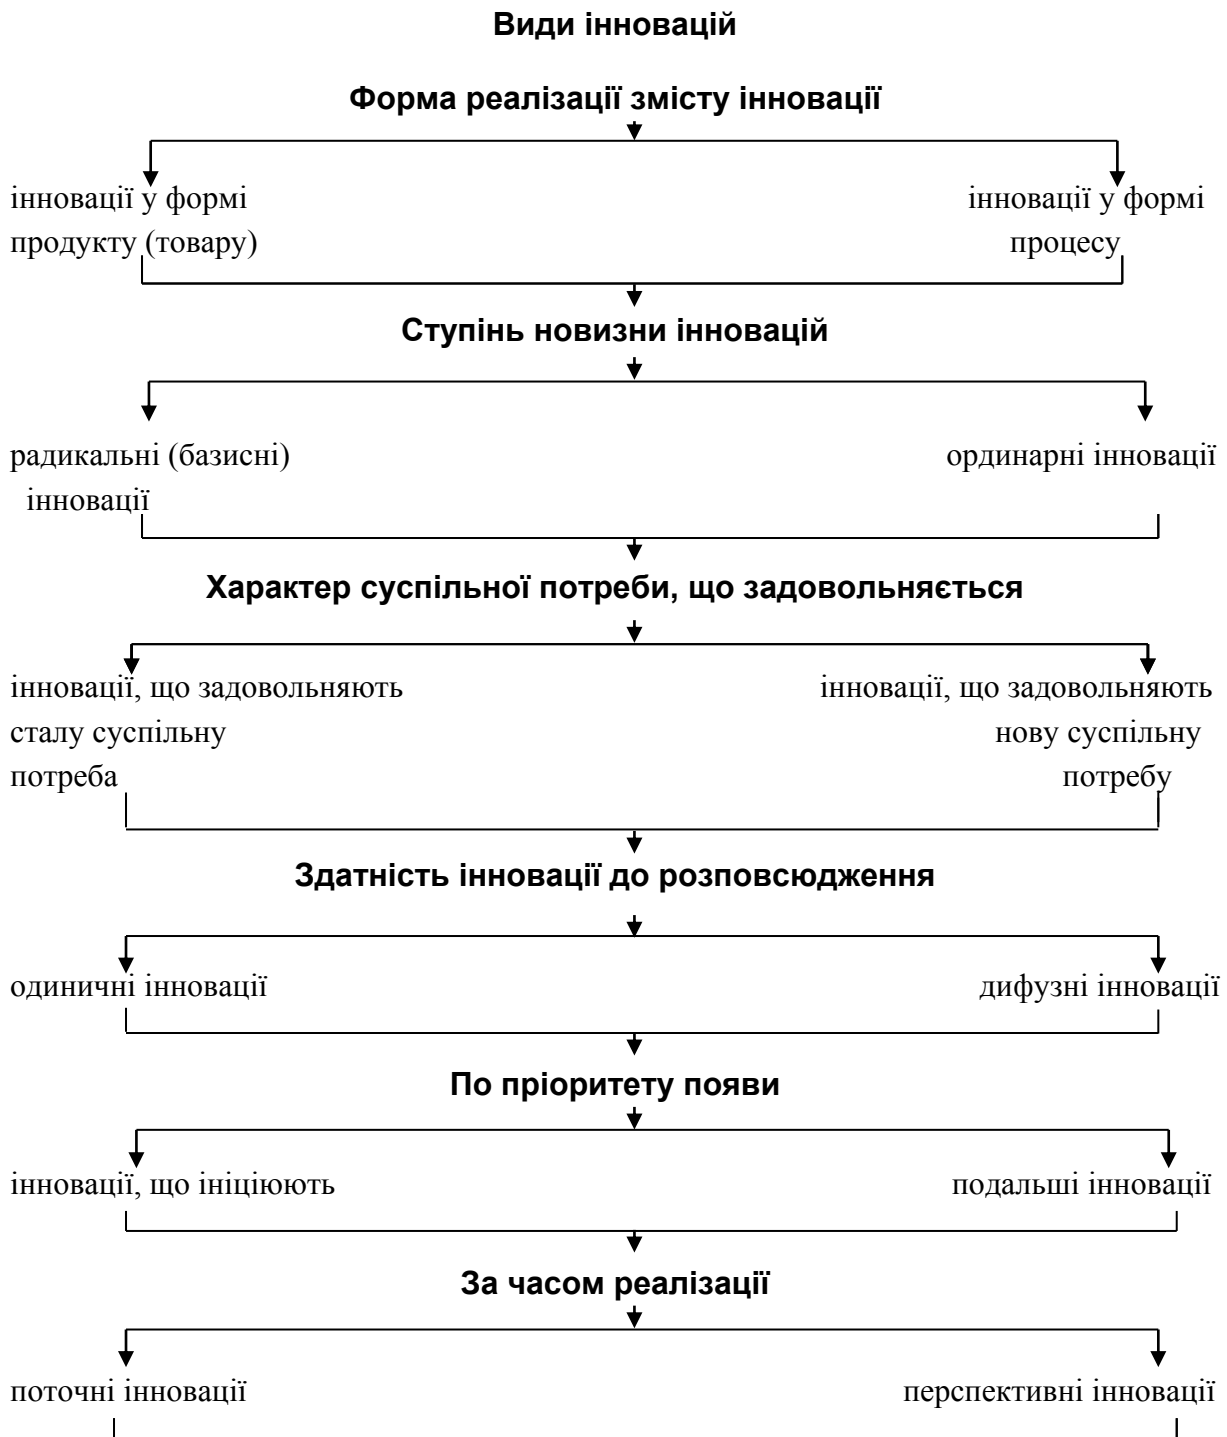 Види інновацій
Форма реалізації змісту інновації
інновації у формі
продукту (товару)
інновації у формі
процесу
Ступінь новизни інновацій
радикальні (базисні)
інновації
ординарні інновації
Характер суспільної потреби, що задовольняється
інновації, що задовольняють
сталу суспільну
потреба
інновації, що задовольняють
нову суспільну
потребу
Здатність інновації до розповсюдження
одиничні інновації
дифузні інновації
По пріоритету появи
інновації, що ініціюють
подальші інновації
За часом реалізації
поточні інновації
перспективні інновації